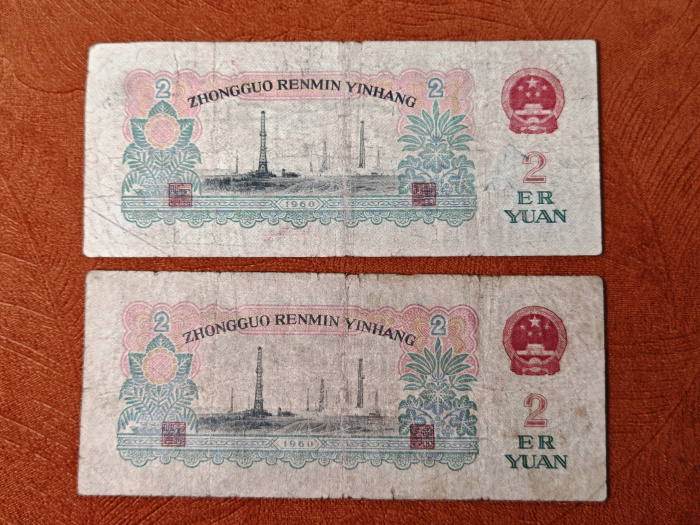 2 2
ZHONGGUO RENMIN YINHANG
1960
2
ER
YUAN
2 2
ZHONGGUO RENMIN YINHANG
1960
2
ER
YUAN